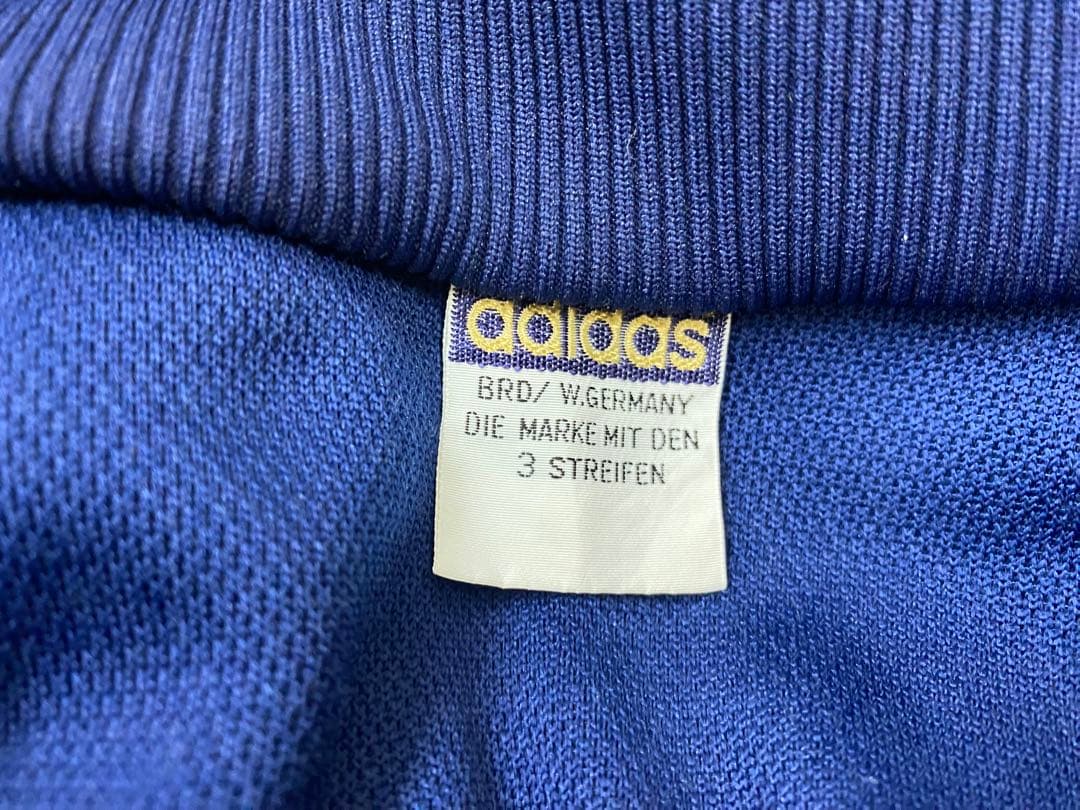 adidas
BRD/ W.GERMANY
DIE MARKE MIT DEN
3 STREIFEN